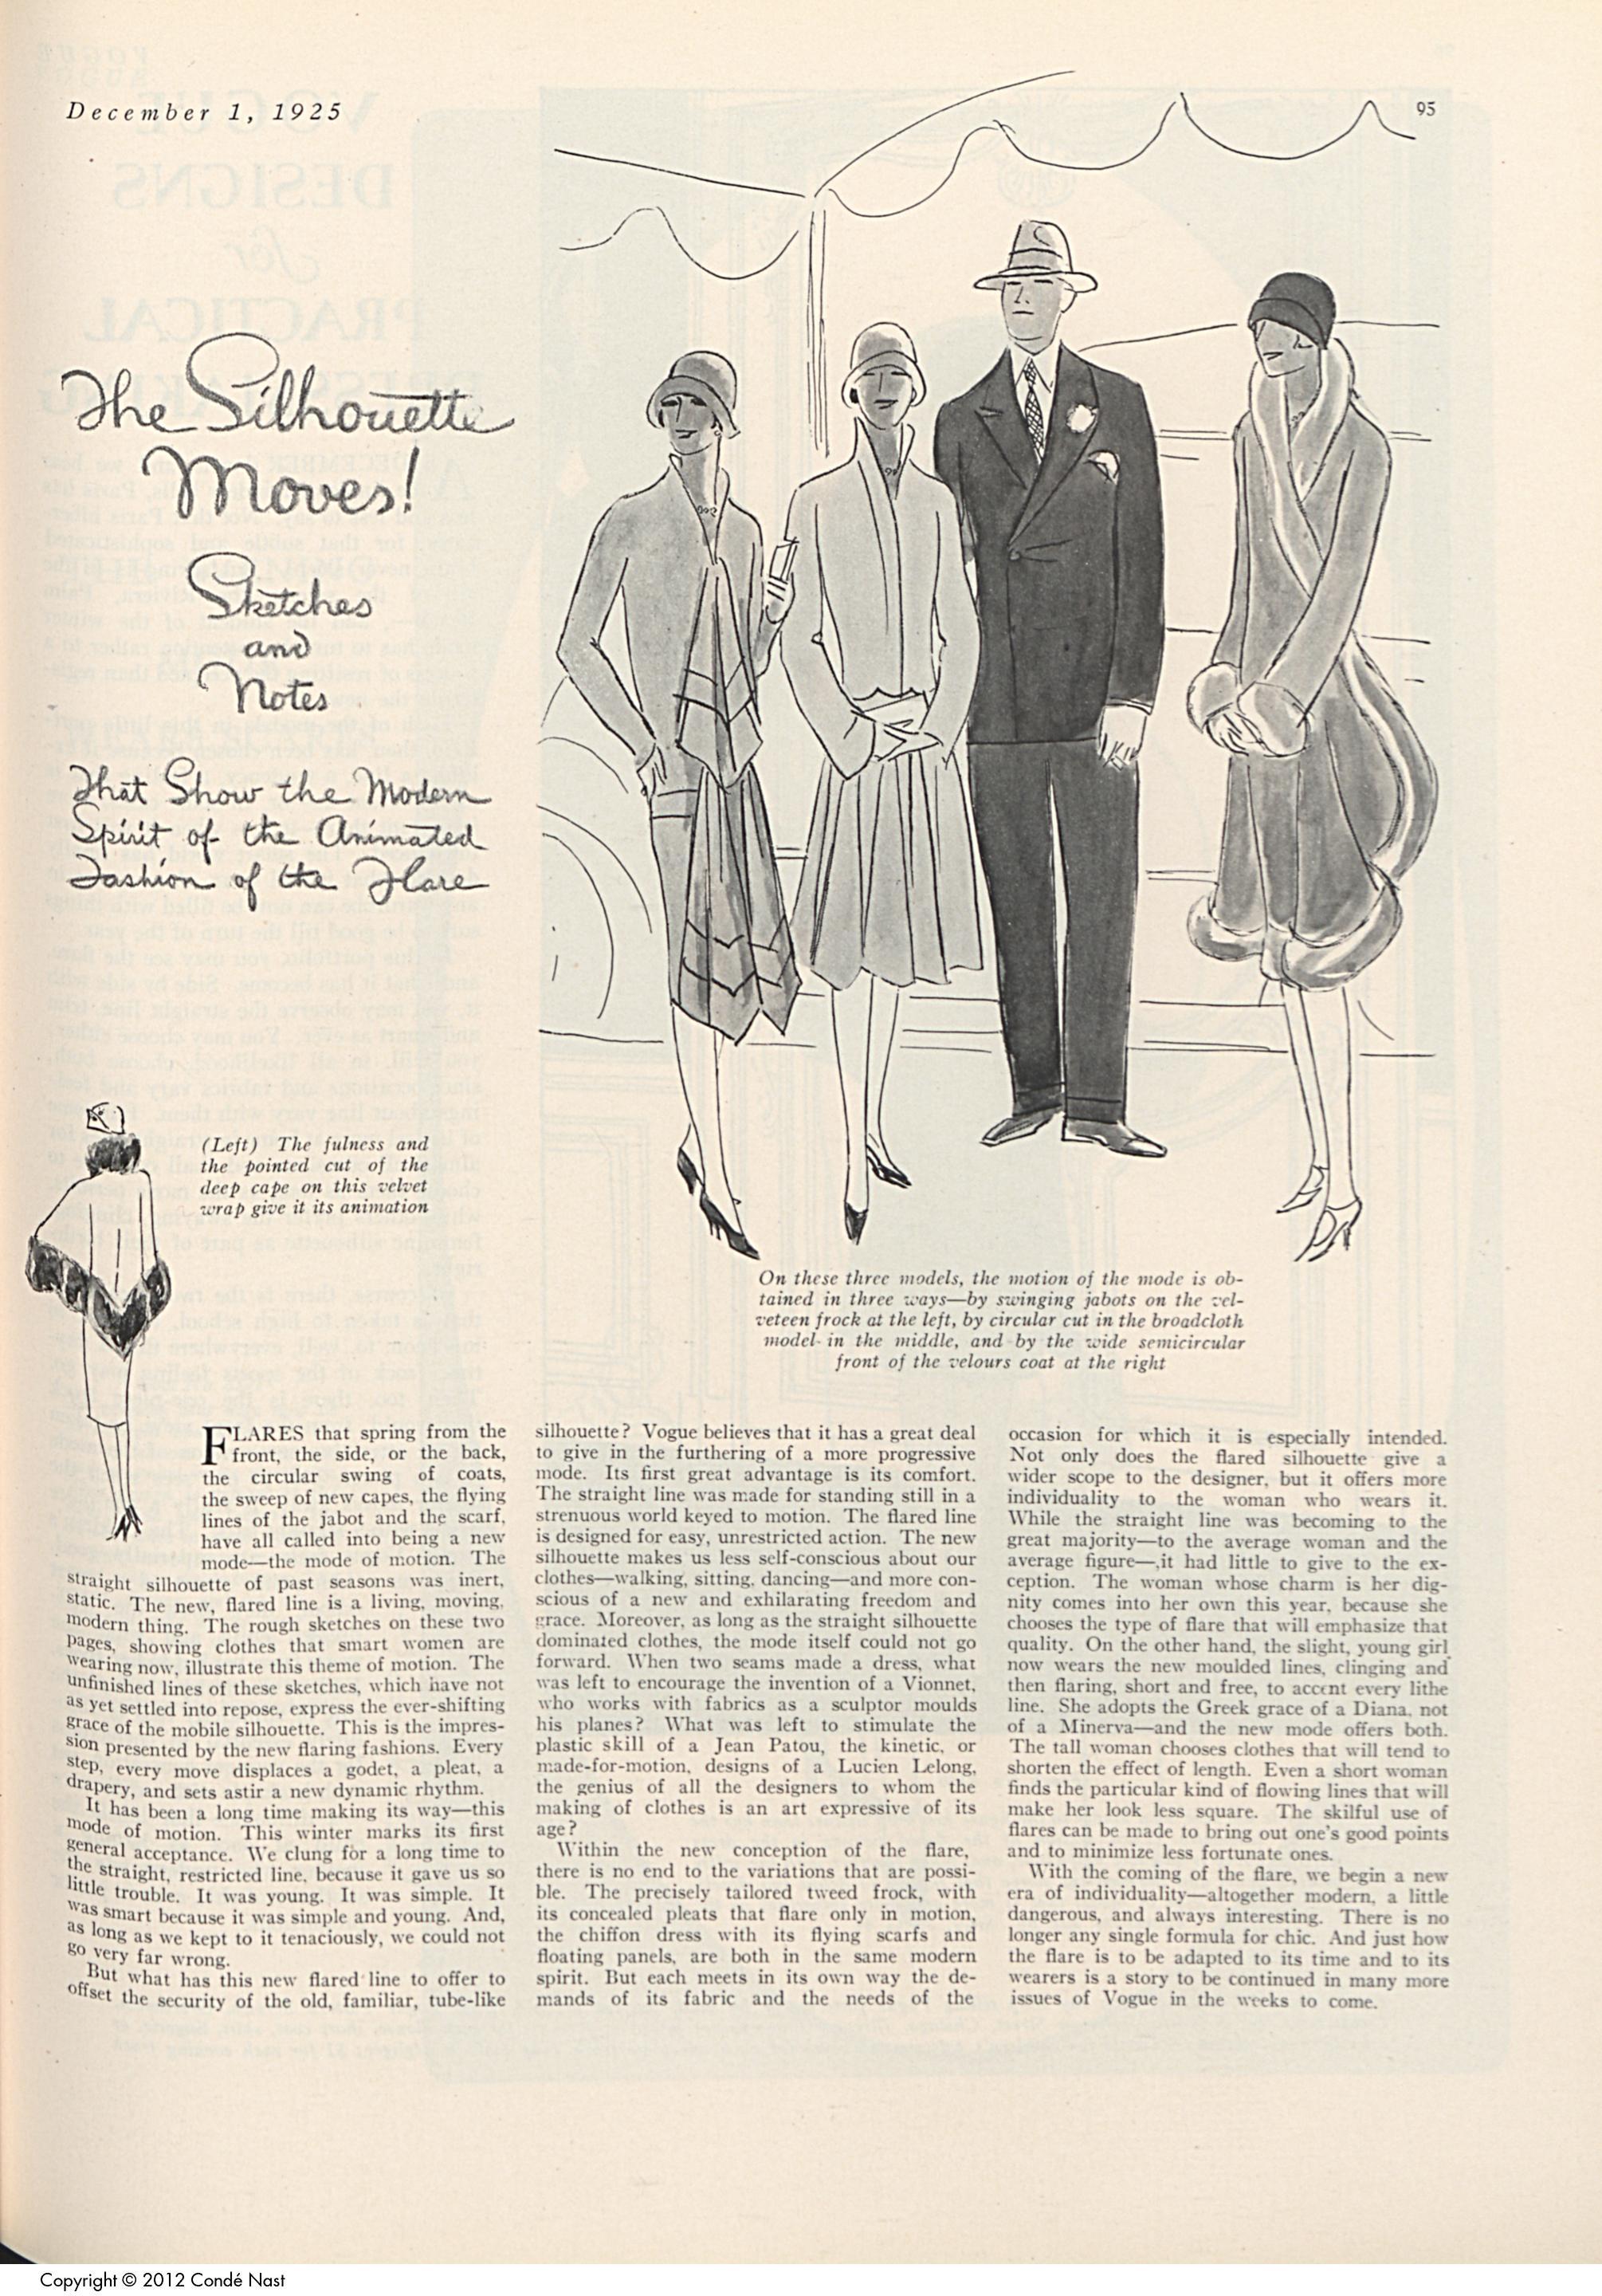 December 1, 1925
95
The Silhouette
Moves!
Sketches
and
Notes
That Show the Modern
Spirit of the Animated
Fashion of the Flare
(Left) The fulness and
the pointed cut of the
deep cape on this velvet
wrap give it its animation
On these three models, the motion of the mode is ob-
tained in three ways—by swinging jabots on the vel-
veteen frock at the left, by circular cut in the broadcloth
model in the middle, and by the wide semicircular
front of the velours coat at the right
FLARES that spring from the
front, the side, or the back,
the circular swing of coats,
the sweep of new capes, the flying
lines of the jabot and the scarf,
have all called into being a new
mode—the mode of motion. The
straight silhouette of past seasons was inert,
static. The new, flared line is a living, moving,
modern thing. The rough sketches on these two
pages, showing clothes that smart women are
wearing now, illustrate this theme of motion. The
unfinished lines of these sketches, which have not
as yet settled into repose, express the ever-shifting
grace of the mobile silhouette. This is the impres-
sion presented by the new flaring fashions. Every
step, every move displaces a godet, a pleat, a
drapery, and sets astir a new dynamic rhythm.
It has been a long time making its way—this
mode of motion. This winter marks its first
general acceptance. We clung for a long time to
the straight, restricted line, because it gave us so
little trouble. It was young. It was simple. It
was smart because it was simple and young. And,
as long as we kept to it tenaciously, we could not
go very far wrong.
But what has this new flared line to offer to
offset the security of the old, familiar, tube-like
silhouette? Vogue believes that it has a great deal
to give in the furthering of a more progressive
mode. Its first great advantage is its comfort.
The straight line was made for standing still in a
strenuous world keyed to motion. The flared line
is designed for easy, unrestricted action. The new
silhouette makes us less self-conscious about our
clothes—walking, sitting, dancing—and more con-
scious of a new and exhilarating freedom and
grace. Moreover, as long as the straight silhouette
dominated clothes, the mode itself could not go
forward. When two seams made a dress, what
was left to encourage the invention of a Vionnet,
who works with fabrics as a sculptor moulds
his planes? What was left to stimulate the
plastic skill of a Jean Patou, the kinetic, or
made-for-motion, designs of a Lucien Lelong,
the genius of all the designers to whom the
making of clothes is an art expressive of its
age?
Within the new conception of the flare,
there is no end to the variations that are possi-
ble. The precisely tailored tweed frock, with
its concealed pleats that flare only in motion,
the chiffon dress with its flying scarfs and
floating panels, are both in the same modern
spirit. But each meets in its own way the de-
mands of its fabric and the needs of the
occasion for which it is especially intended.
Not only does the flared silhouette give a
wider scope to the designer, but it offers more
individuality to the woman who wears it.
While the straight line was becoming to the
great majority—to the average woman and the
average figure—,it had little to give to the ex-
ception. The woman whose charm is her dig-
nity comes into her own this year, because she
chooses the type of flare that will emphasize that
quality. On the other hand, the slight, young girl
now wears the new moulded lines, clinging and
then flaring, short and free, to accent every lithe
line. She adopts the Greek grace of a Diana, not
of a Minerva—and the new mode offers both.
The tall woman chooses clothes that will tend to
shorten the effect of length. Even a short woman
finds the particular kind of flowing lines that will
make her look less square. The skilful use of
flares can be made to bring out one's good points
and to minimize less fortunate ones.
With the coming of the flare, we begin a new
era of individuality—altogether modern, a little
dangerous, and always interesting. There is no
longer any single formula for chic. And just how
the flare is to be adapted to its time and to its
wearers is a story to be continued in many more
issues of Vogue in the weeks to come.
Copyright © 2012 Condé Nast